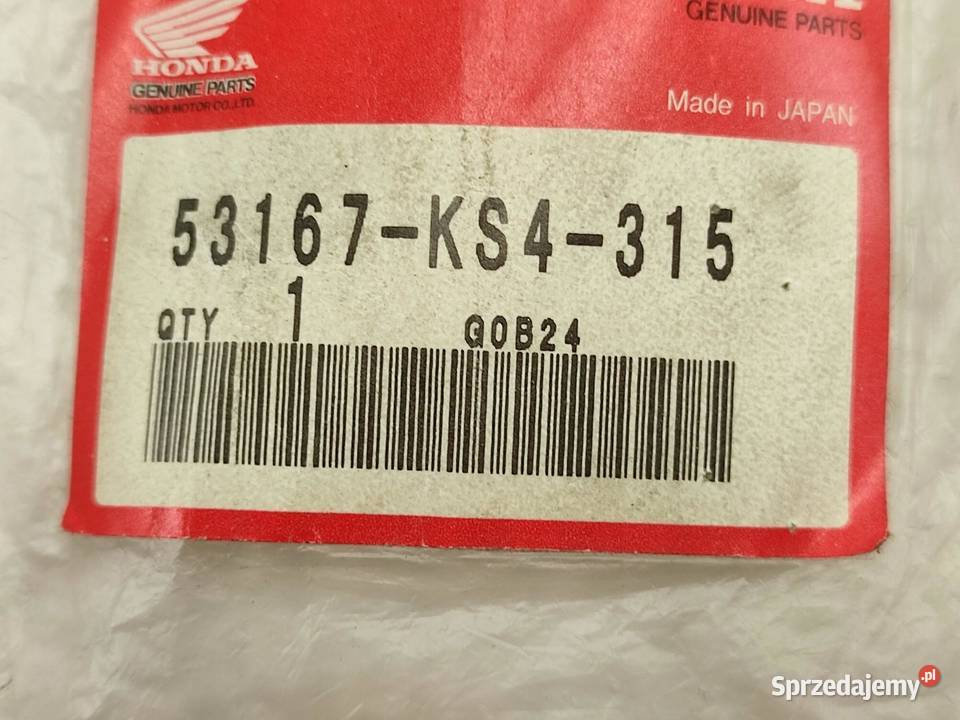 GENUINE PARTS
HONDA
GENUINE PARTS
HONDA MOTOR CO.,LTD.
Made in JAPAN
53167-KS4-315
QTY 1 G0B24
Sprzedajemy.pl